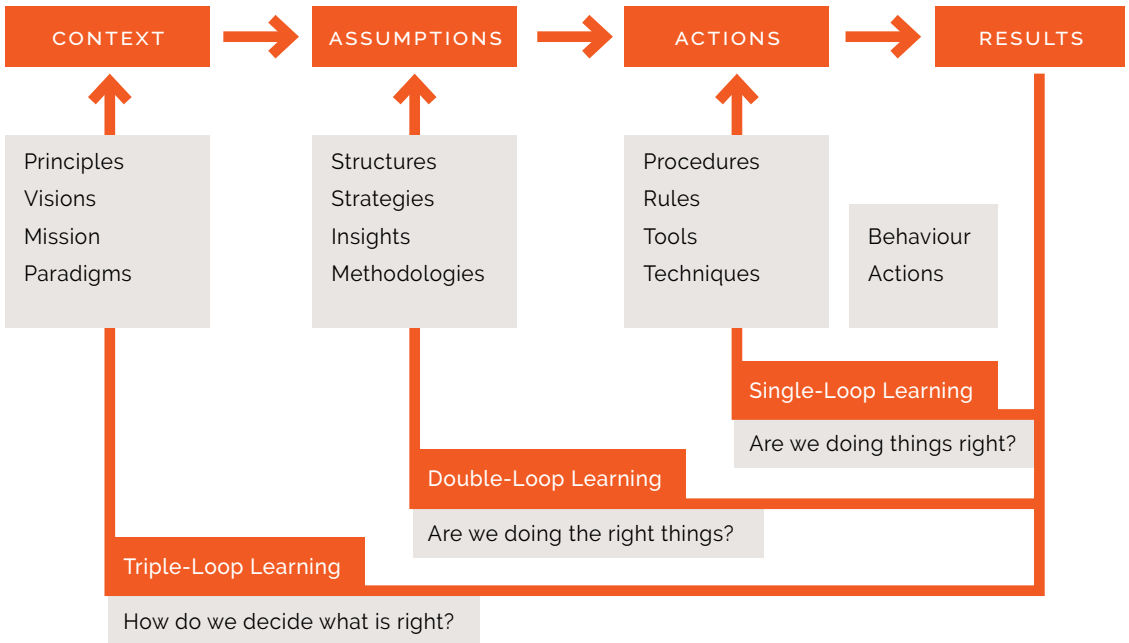 CONTEXT
ASSUMPTIONS
ACTIONS
RESULTS
Principles
Visions
Mission
Paradigms
Structures
Strategies
Insights
Methodologies
Procedures
Rules
Tools
Techniques
Behaviour
Actions
Single-Loop Learning
Are we doing things right?
Double-Loop Learning
Are we doing the right things?
Triple-Loop Learning
How do we decide what is right?